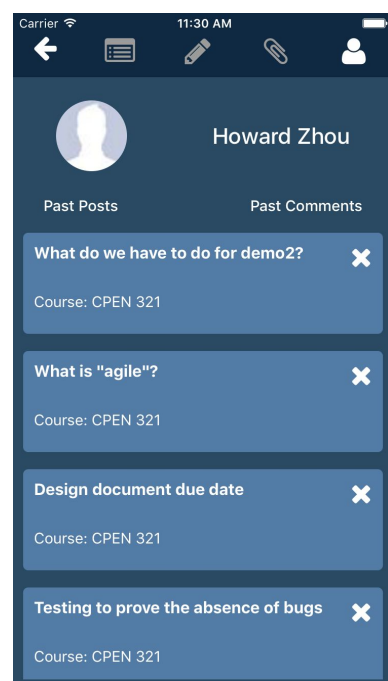 Carrier 11:30 AM
Howard Zhou
Past Posts Past Comments
What do we have to do for demo2?
Course: CPEN 321
What is "agile"?
Course: CPEN 321
Design document due date
Course: CPEN 321
Testing to prove the absence of bugs
Course: CPEN 321